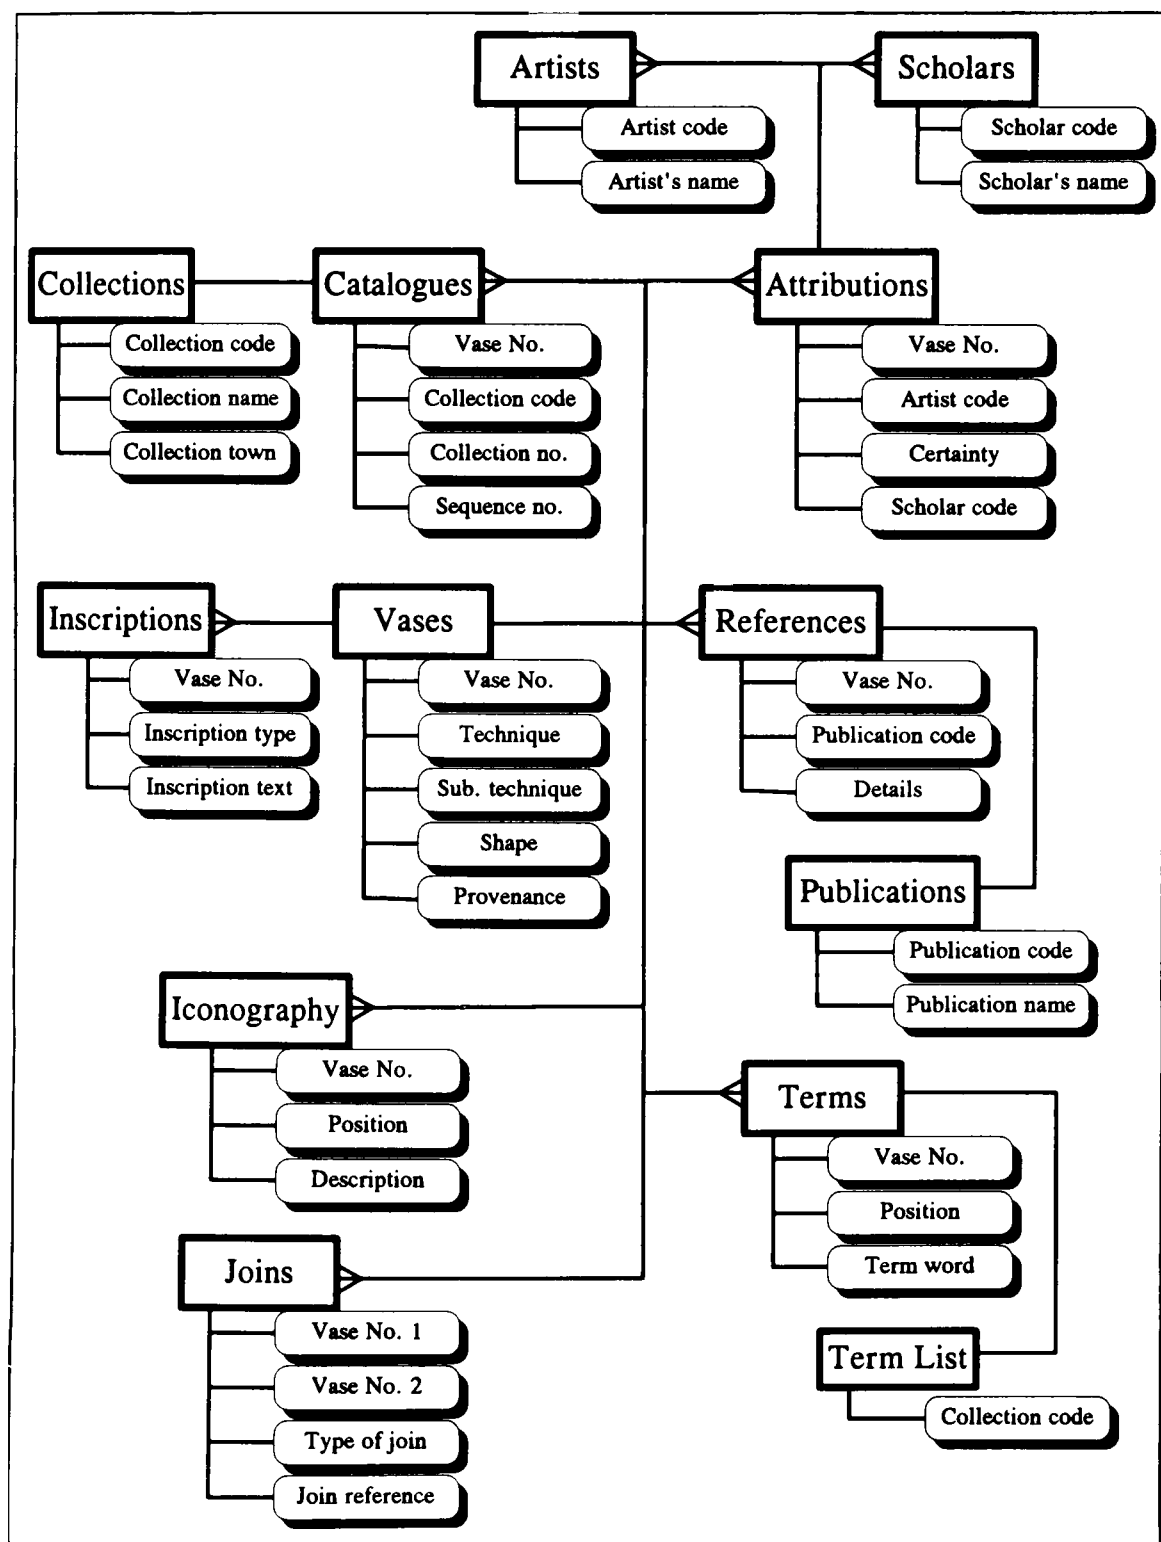 Artists
Artist code
Artist's name
Scholars
Scholar code
Scholar's name
Collections
Collection code
Collection name
Collection town
Catalogues
Vase No.
Collection code
Collection no.
Sequence no.
Attributions
Vase No.
Artist code
Certainty
Scholar code
Inscriptions
Vase No.
Inscription type
Inscription text
Vases
Vase No.
Technique
Sub. technique
Shape
Provenance
References
Vase No.
Publication code
Details
Publications
Publication code
Publication name
Iconography
Vase No.
Position
Description
Terms
Vase No.
Position
Term word
Joins
Vase No. 1
Vase No. 2
Type of join
Join reference
Term List
Collection code